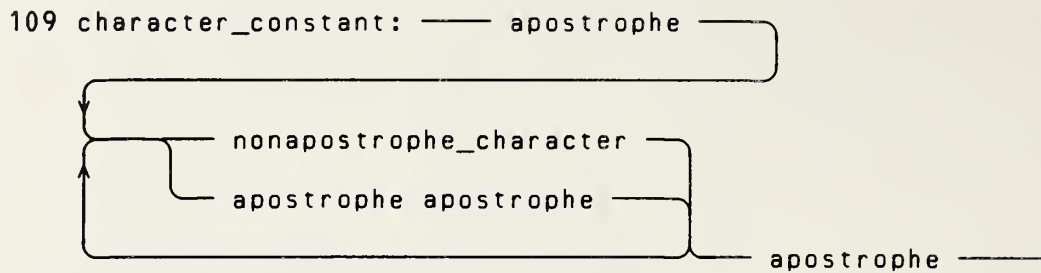 109 character_constant: apostrophe
nonapostrophe_character
apostrophe apostrophe
apostrophe